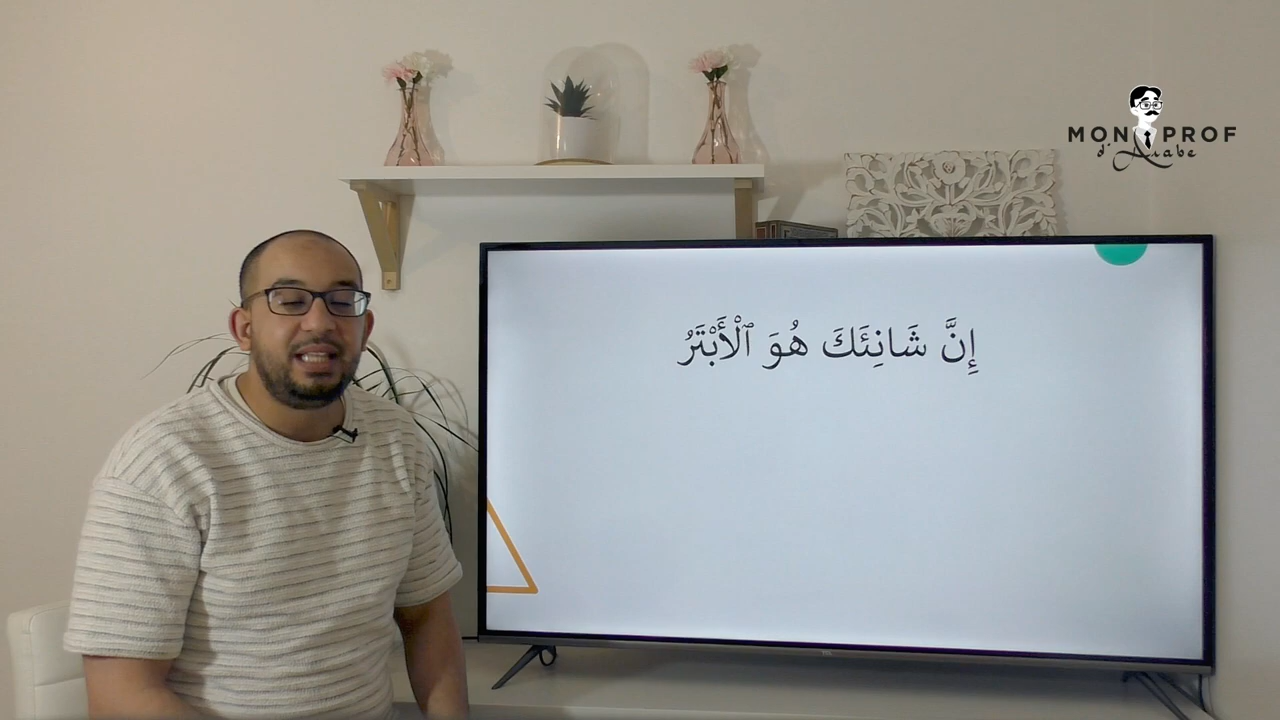 MON PROF
d'Arabe
إِنَّ شَانِئَكَ هُوَ ٱلْأَبْتَرُ